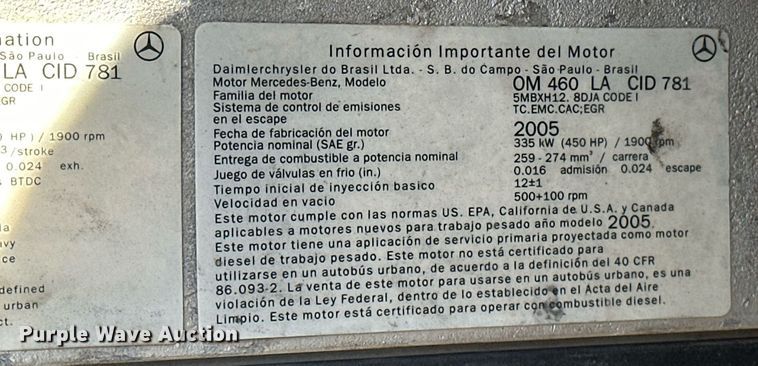 nation
São Paulo - Brasil
LA CID 781
CODE I
EGR
HP) / 1900 rpm
/stroke
0.024 exh.
BTDC
avy
ce
defined
urban
ct.
Información Importante del Motor
Daimlerchrysler do Brasil Ltda. - S. B. do Campo - São Paulo - Brasil
Motor Mercedes-Benz, Modelo OM 460 LA CID 781
Familia del motor 5MBXH12. 8DJA CODE I
Sistema de control de emisiones TC.EMC.CAC;EGR
en el escape
Fecha de fabricación del motor 2005
Potencia nominal (SAE gr.) 335 kW (450 HP) / 1900 rpm
Entrega de combustible a potencia nominal 259-274 mm³ / carrera
Juego de válvulas en frio (in.) 0.016 admisión 0.024 escape
Tiempo inicial de inyección basico 12±1
Velocidad en vacio 500+100 rpm
Este motor cumple con las normas US. EPA, California de U.S.A. y Canada
aplicables a motores nuevos para trabajo pesado año modelo 2005.
Este motor tiene una aplicación de servicio primaria proyectada como motor
diesel de trabajo pesado. Este motor no está certificado para
utilizarse en un autobús urbano, de acuerdo a la definición del 40 CFR
86.093-2. La venta de este motor para usarse en un autobús urbano, es una
violación de la Ley Federal, dentro de lo establecido en el Acta del Aire
Limpio. Este motor está certificado para operar con combustible diesel.
Purple Wave Auction